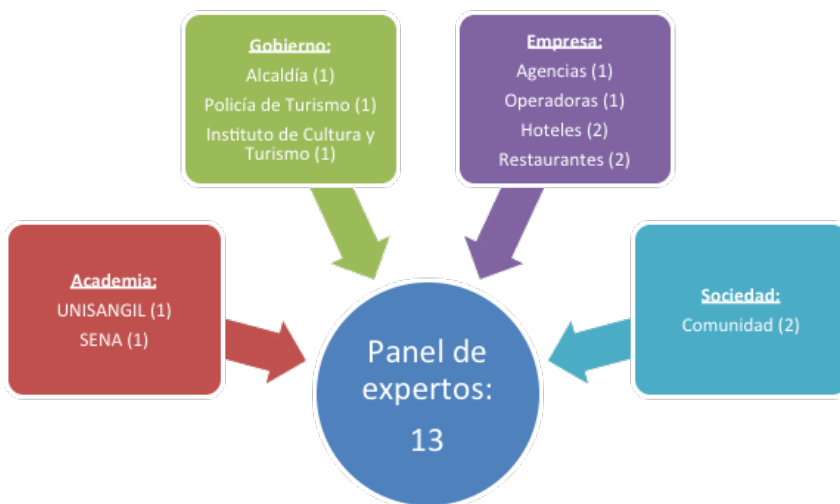 Gobierno:
Alcaldía (1)
Policía de Turismo (1)
Instituto de Cultura y
Turismo (1)
Empresa:
Agencias (1)
Operadoras (1)
Hoteles (2)
Restaurantes (2)
Academia:
UNISANGIL (1)
SENA (1)
Sociedad:
Comunidad (2)
Panel de
expertos:
13